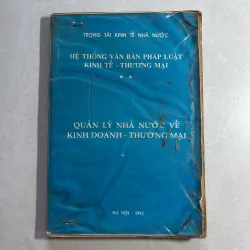 TRỌNG TÀI KINH TẾ NHÀ NƯỚC
HỆ THỐNG VĂN BẢN PHÁP LUẬT
KINH TẾ - THƯƠNG MẠI
* *
QUẢN LÝ NHÀ NƯỚC VỀ
KINH DOANH - THƯƠNG MẠI
HÀ NỘI - 1992